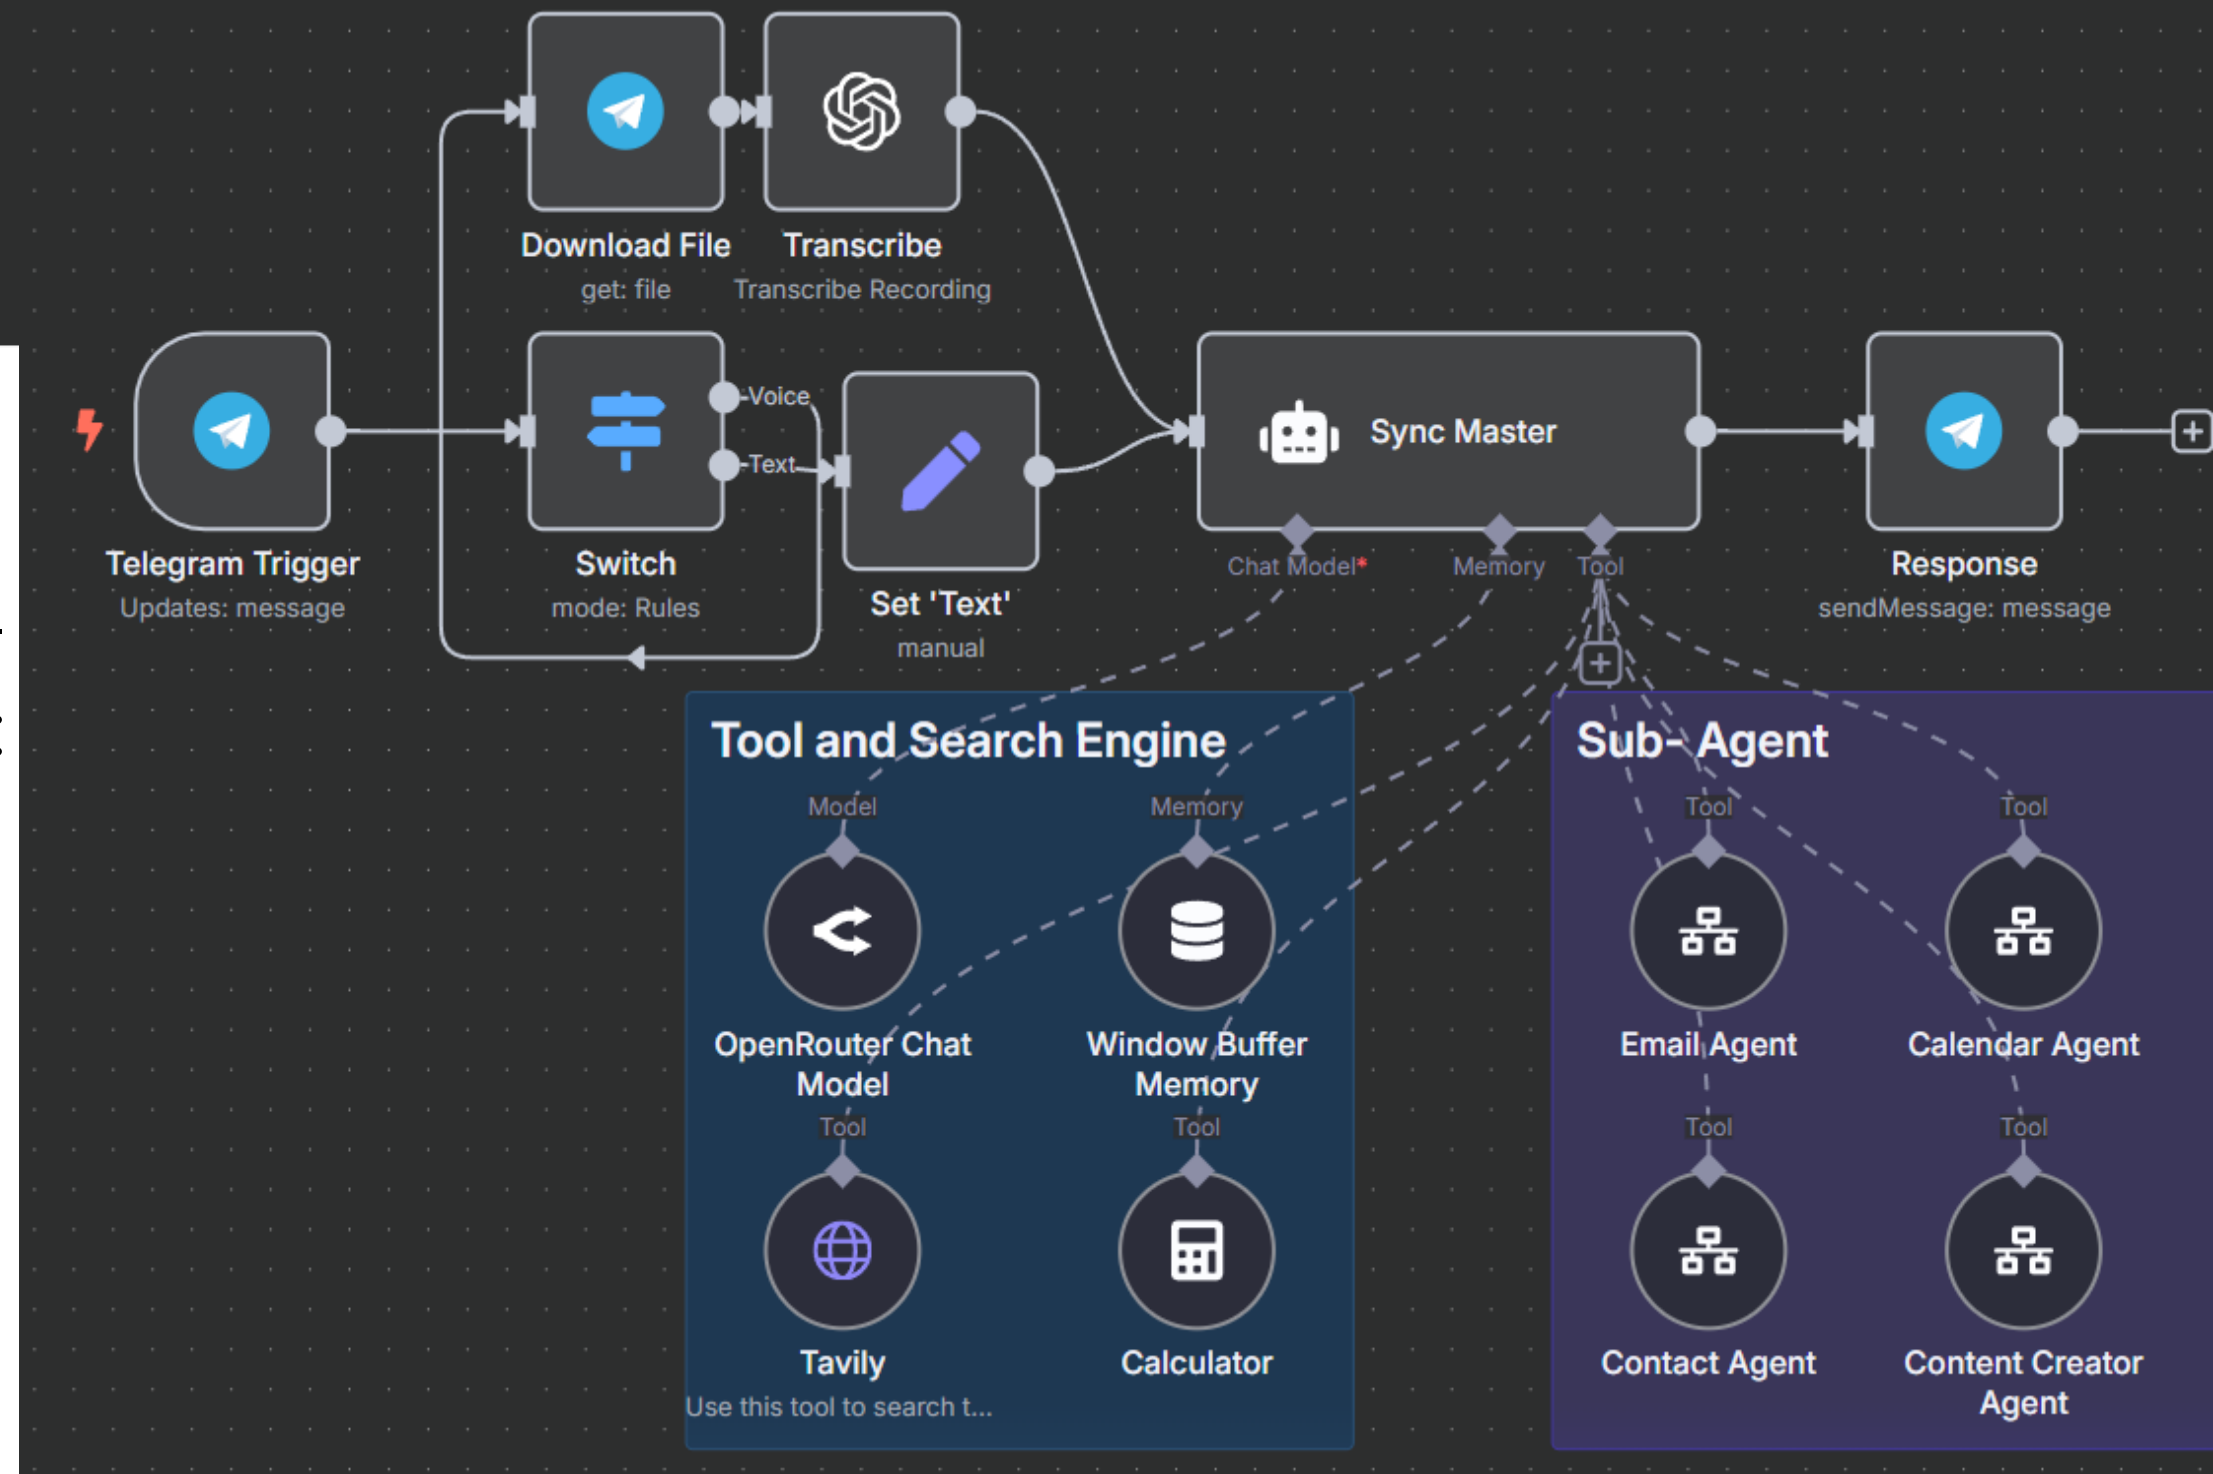 Download File
get: file
Transcribe
Transcribe Recording
Telegram Trigger
Updates: message
Switch
mode: Rules
Voice
Text
Set 'Text'
manual
Sync Master
Chat Model*
Memory
Tool
Response
sendMessage: message
Tool and Search Engine
Model
Memory
OpenRouter Chat
Model
Window Buffer
Memory
Tool
Tool
Tavily
Use this tool to search t...
Calculator
Sub- Agent
Tool
Tool
Email Agent
Calendar Agent
Tool
Tool
Contact Agent
Content Creator
Agent